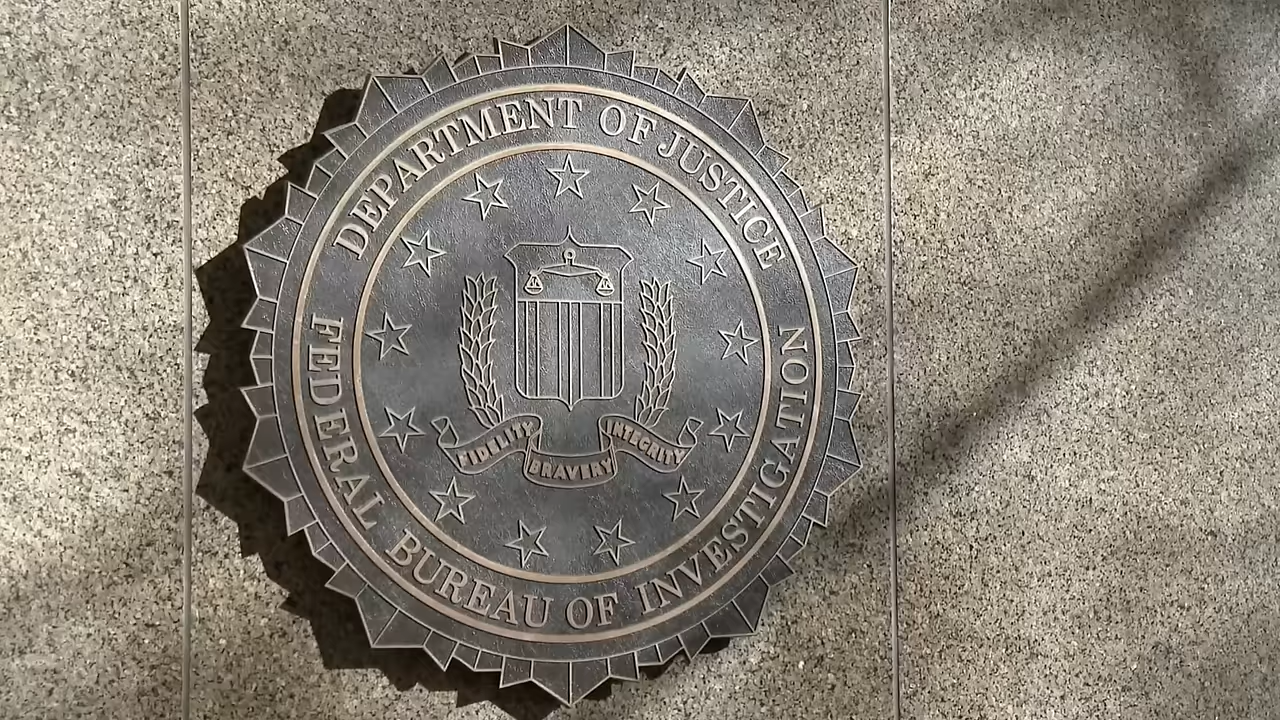 DEPARTMENT OF JUSTICE
FIDELITY BRAVERY INTEGRITY
FEDERAL BUREAU OF INVESTIGATION